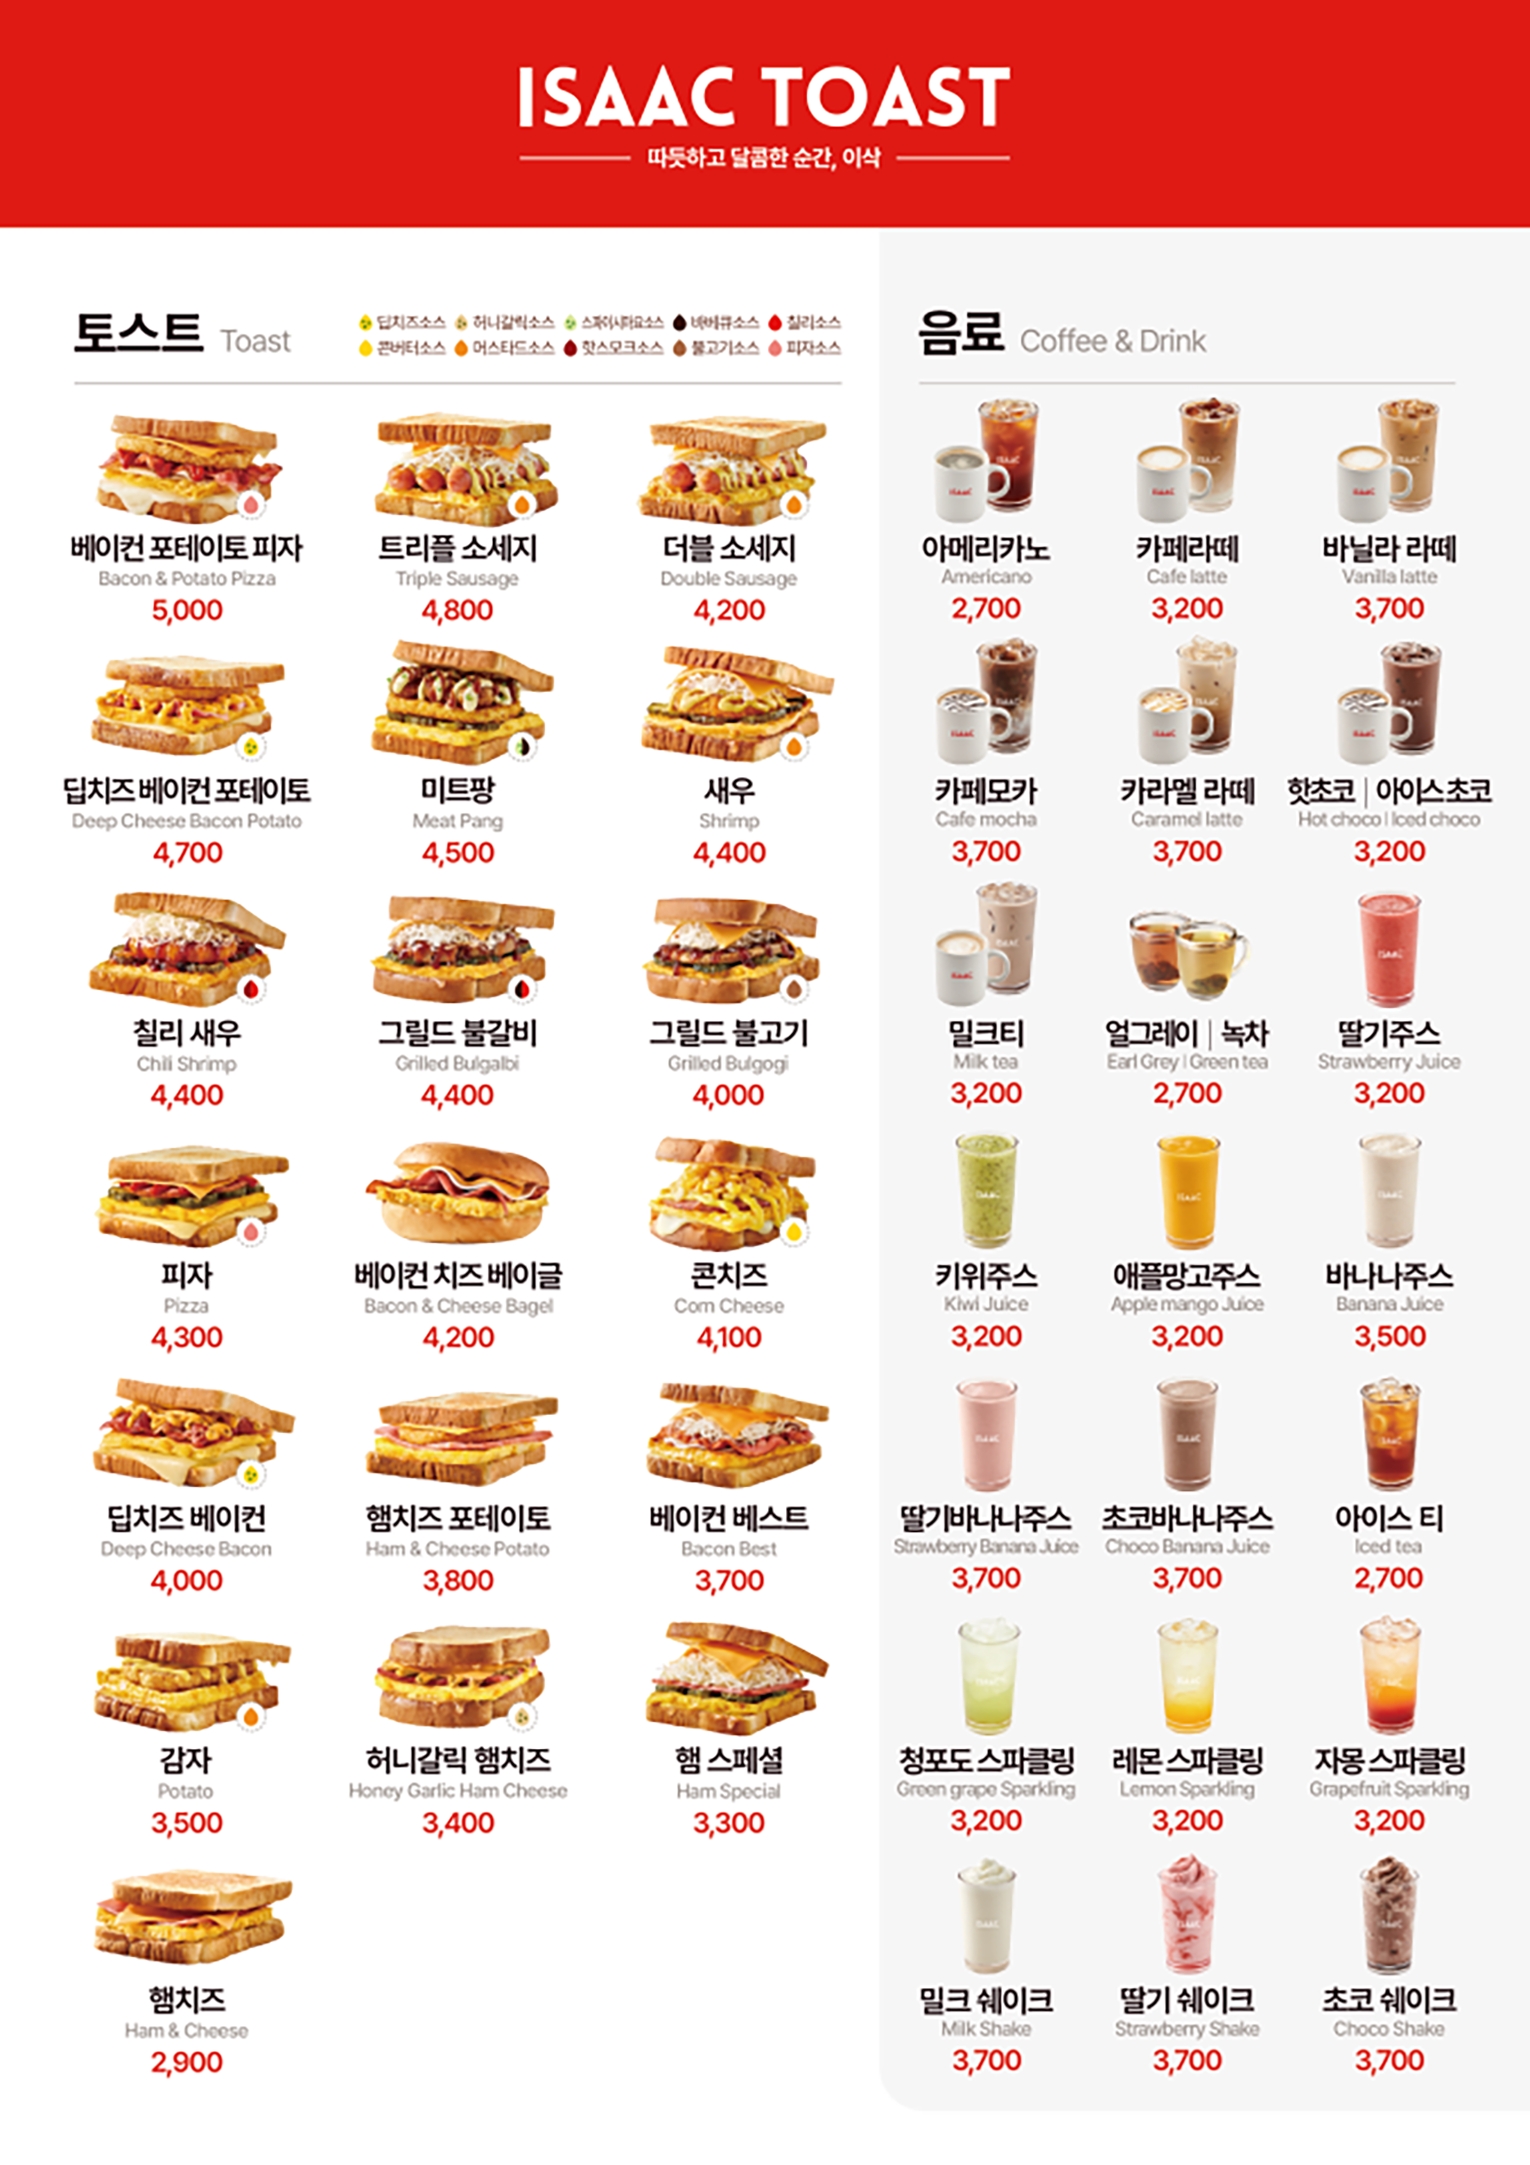 ISAAC TOAST
따듯하고 달콤한 순간, 이삭
토스트 Toast
딥치즈소스 허니갈릭소스 스파이시마요소스 바베큐소스 칠리소스
콘버터소스 머스타드소스 핫스모크소스 불고기소스 피자소스
베이컨 포테이토 피자
Bacon & Potato Pizza
5,000
트리플 소세지
Triple Sausage
4,800
더블 소세지
Double Sausage
4,200
딥치즈 베이컨 포테이토
Deep Cheese Bacon Potato
4,700
미트팡
Meat Pang
4,500
새우
Shrimp
4,400
칠리 새우
Chili Shrimp
4,400
그릴드 불갈비
Grilled Bulgalbi
4,400
그릴드 불고기
Grilled Bulgogi
4,000
피자
Pizza
4,300
베이컨 치즈 베이글
Bacon & Cheese Bagel
4,200
콘치즈
Corn Cheese
4,100
딥치즈 베이컨
Deep Cheese Bacon
4,000
햄치즈 포테이토
Ham & Cheese Potato
3,800
베이컨 베스트
Bacon Best
3,700
감자
Potato
3,500
허니갈릭 햄치즈
Honey Garlic Ham Cheese
3,400
햄 스페셜
Ham Special
3,300
햄치즈
Ham & Cheese
2,900
음료 Coffee & Drink
아메리카노
Americano
2,700
카페라떼
Cafe latte
3,200
바닐라 라떼
Vanilla latte
3,700
카페모카
Cafe mocha
3,700
카라멜 라떼
Caramel latte
3,700
핫초코 | 아이스초코
Hot choco | Iced choco
3,200
밀크티
Milk tea
3,200
얼그레이 | 녹차
Earl Grey | Green tea
2,700
딸기주스
Strawberry Juice
3,200
키위주스
Kiwi Juice
3,200
애플망고주스
Apple mango Juice
3,200
바나나주스
Banana Juice
3,500
딸기바나나주스
Strawberry Banana Juice
3,700
초코바나나주스
Choco Banana Juice
3,700
아이스 티
Iced tea
2,700
청포도 스파클링
Green grape Sparkling
3,200
레몬 스파클링
Lemon Sparkling
3,200
자몽 스파클링
Grapefruit Sparkling
3,200
밀크 쉐이크
Milk Shake
3,700
딸기 쉐이크
Strawberry Shake
3,700
초코 쉐이크
Choco Shake
3,700